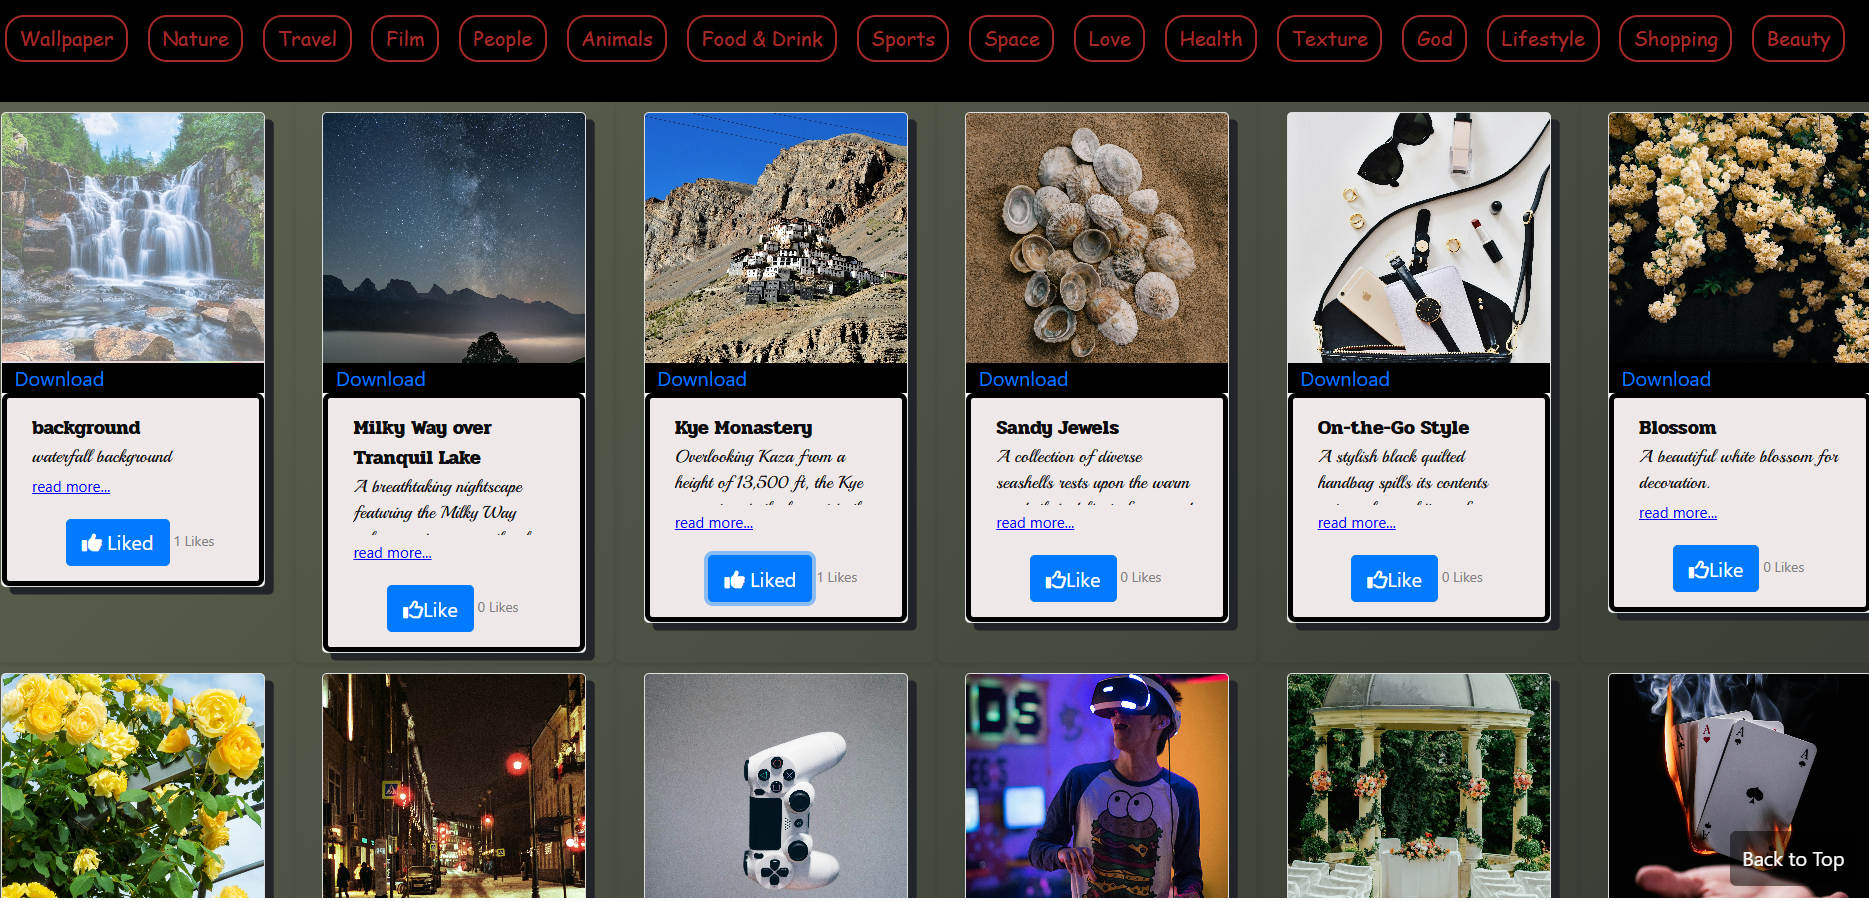 Wallpaper Nature Travel Film People Animals Food & Drink Sports Space Love Health Texture God Lifestyle Shopping Beauty
Download
background
waterfall background
read more...
Liked 1 Likes
Download
Milky Way over
Tranquil Lake
A breathtaking nightscape
featuring the Milky Way
read more...
Like 0 Likes
Download
Kye Monastery
Overlooking Kaza from a
height of 13,500 ft, the Kye
read more...
Liked 1 Likes
Download
Sandy Jewels
A collection of diverse
seashells rests upon the warm
read more...
Like 0 Likes
Download
On-the-Go Style
A stylish black quilted
handbag spills its contents
read more...
Like 0 Likes
Download
Blossom
A beautiful white blossom for
decoration.
read more...
Like 0 Likes
OS
A
A
A
K
Back to Top